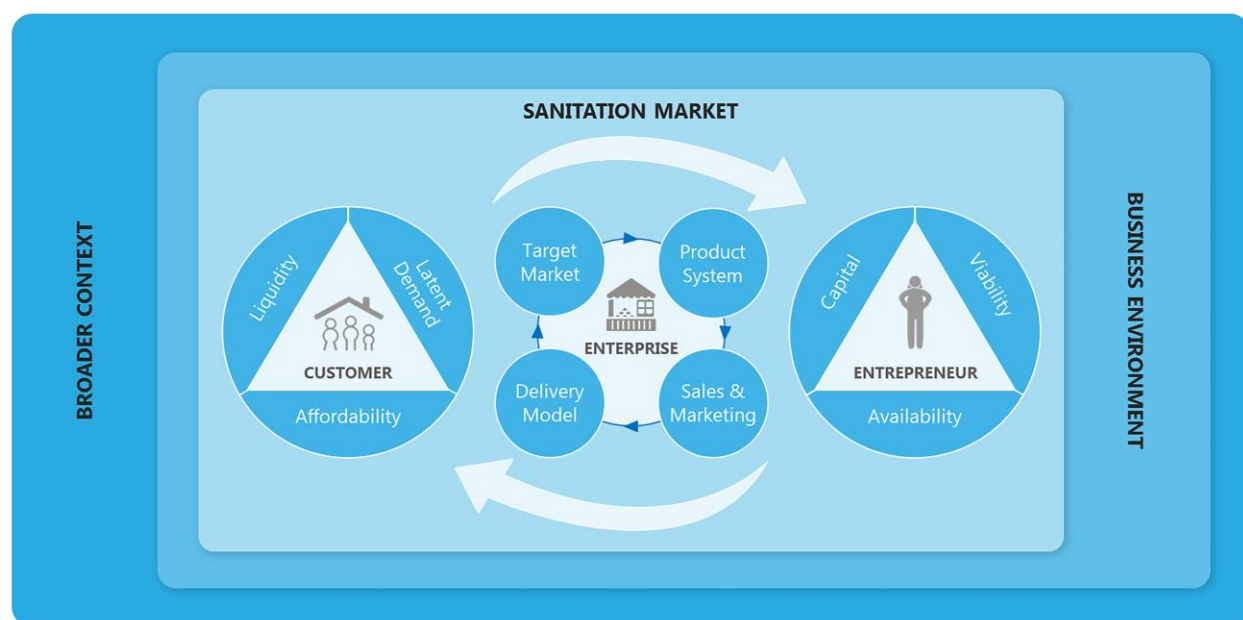 SANITATION MARKET
BROADER CONTEXT
Liquidity
Latent
Demand
CUSTOMER
Affordability
Target
Market
Product
System
ENTERPRISE
Delivery
Model
Sales &
Marketing
Capital
Viability
ENTREPRENEUR
Availability
BUSINESS ENVIRONMENT